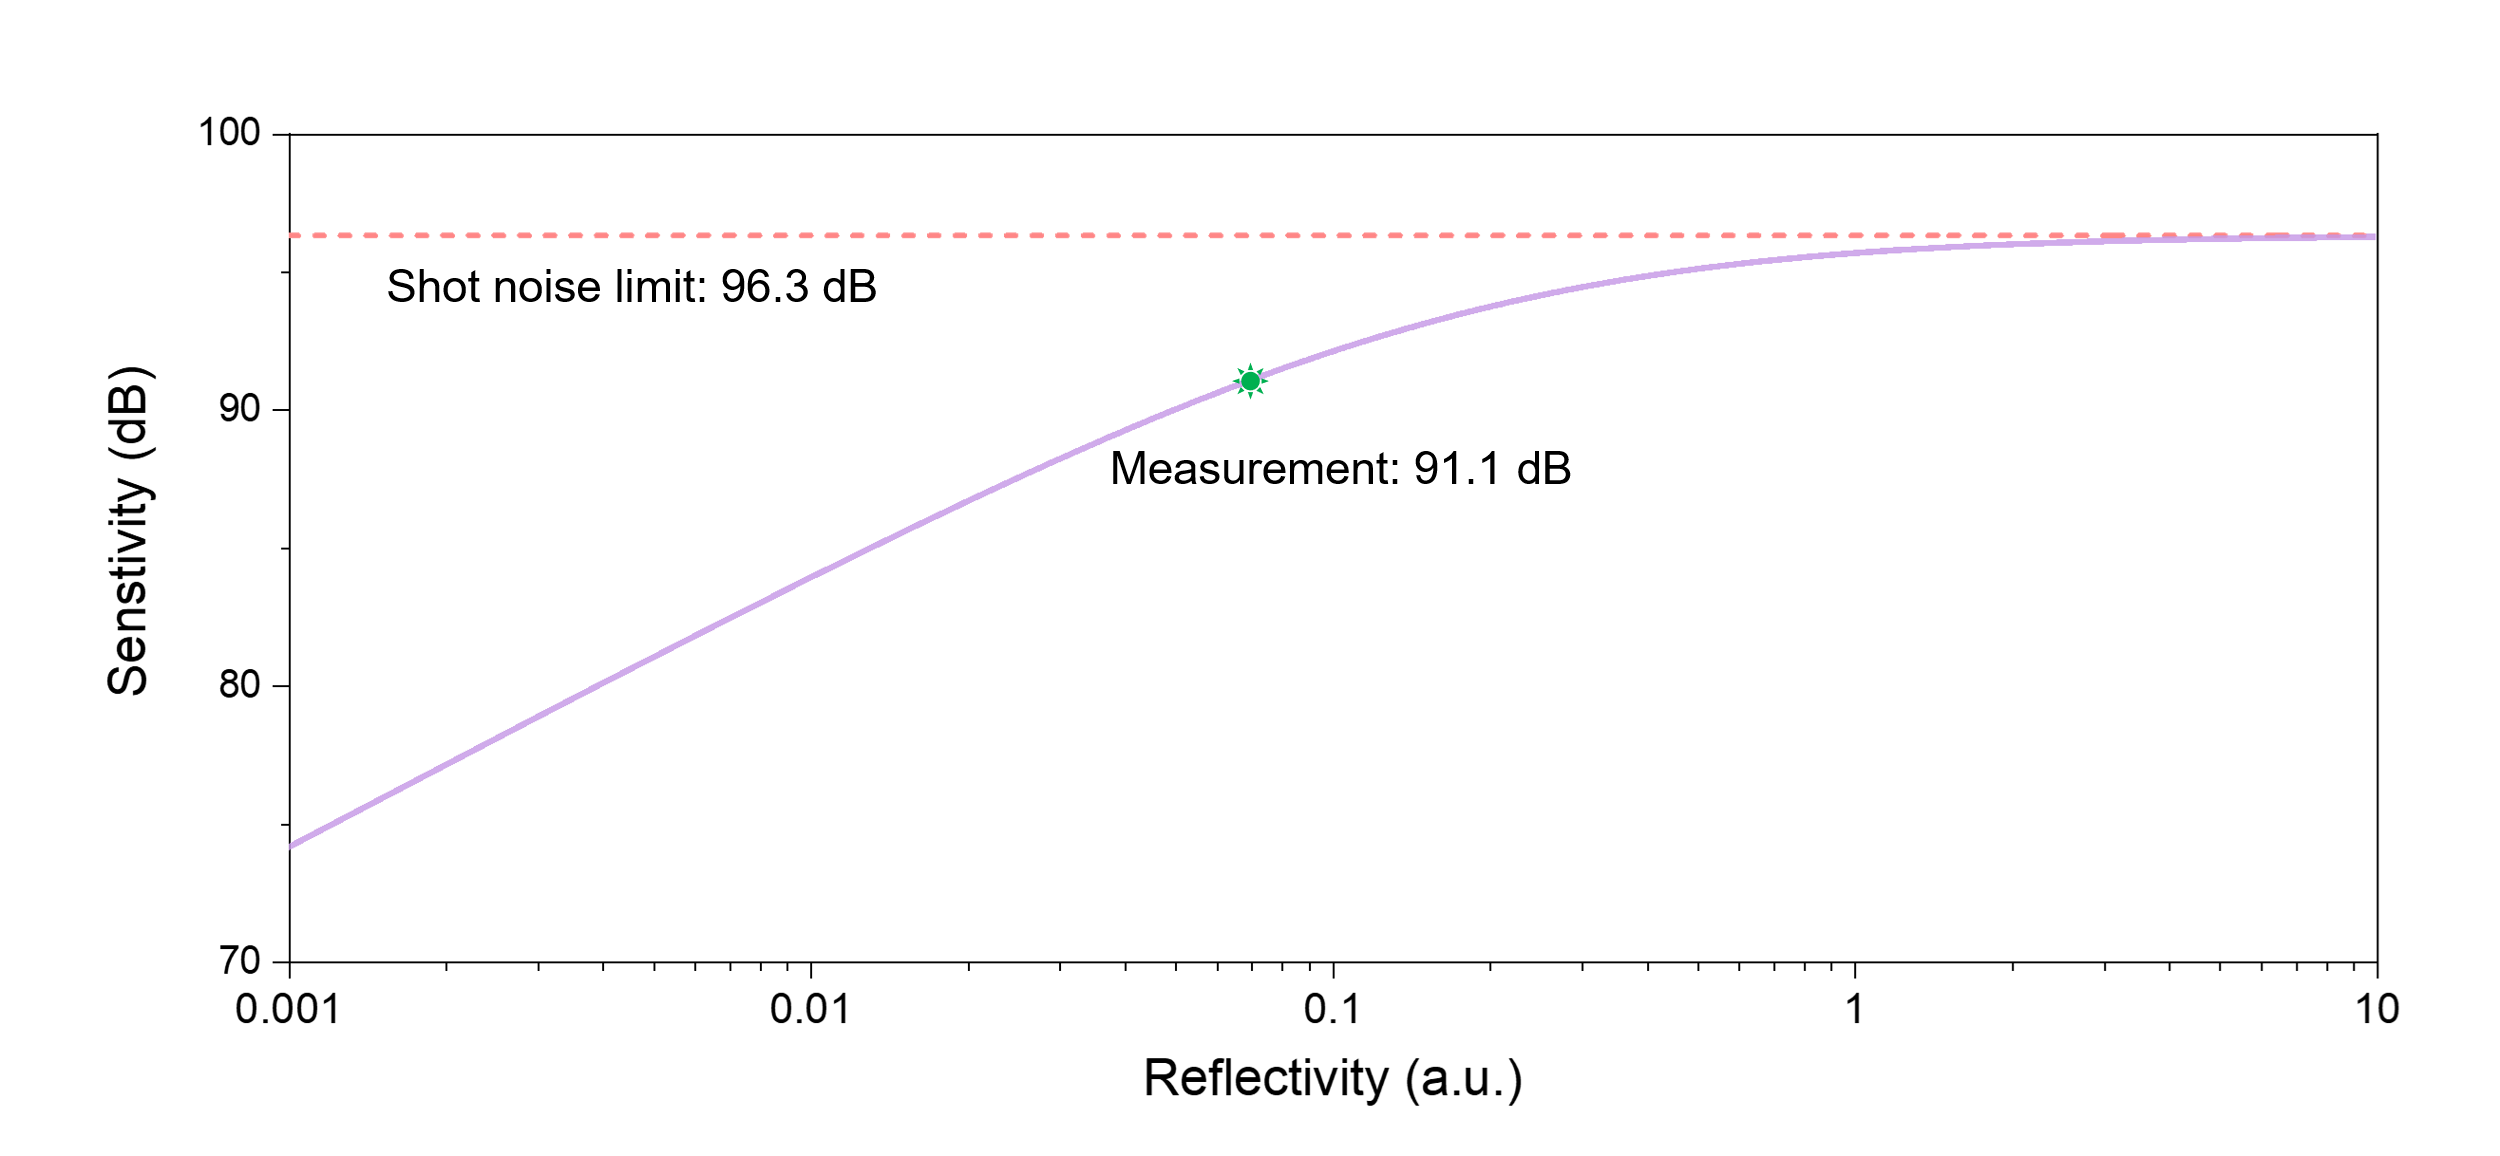 100
Shot noise limit: 96.3 dB
90
Measurement: 91.1 dB
Senstivity (dB)
80
70
0.001 0.01 0.1 1 10
Reflectivity (a.u.)